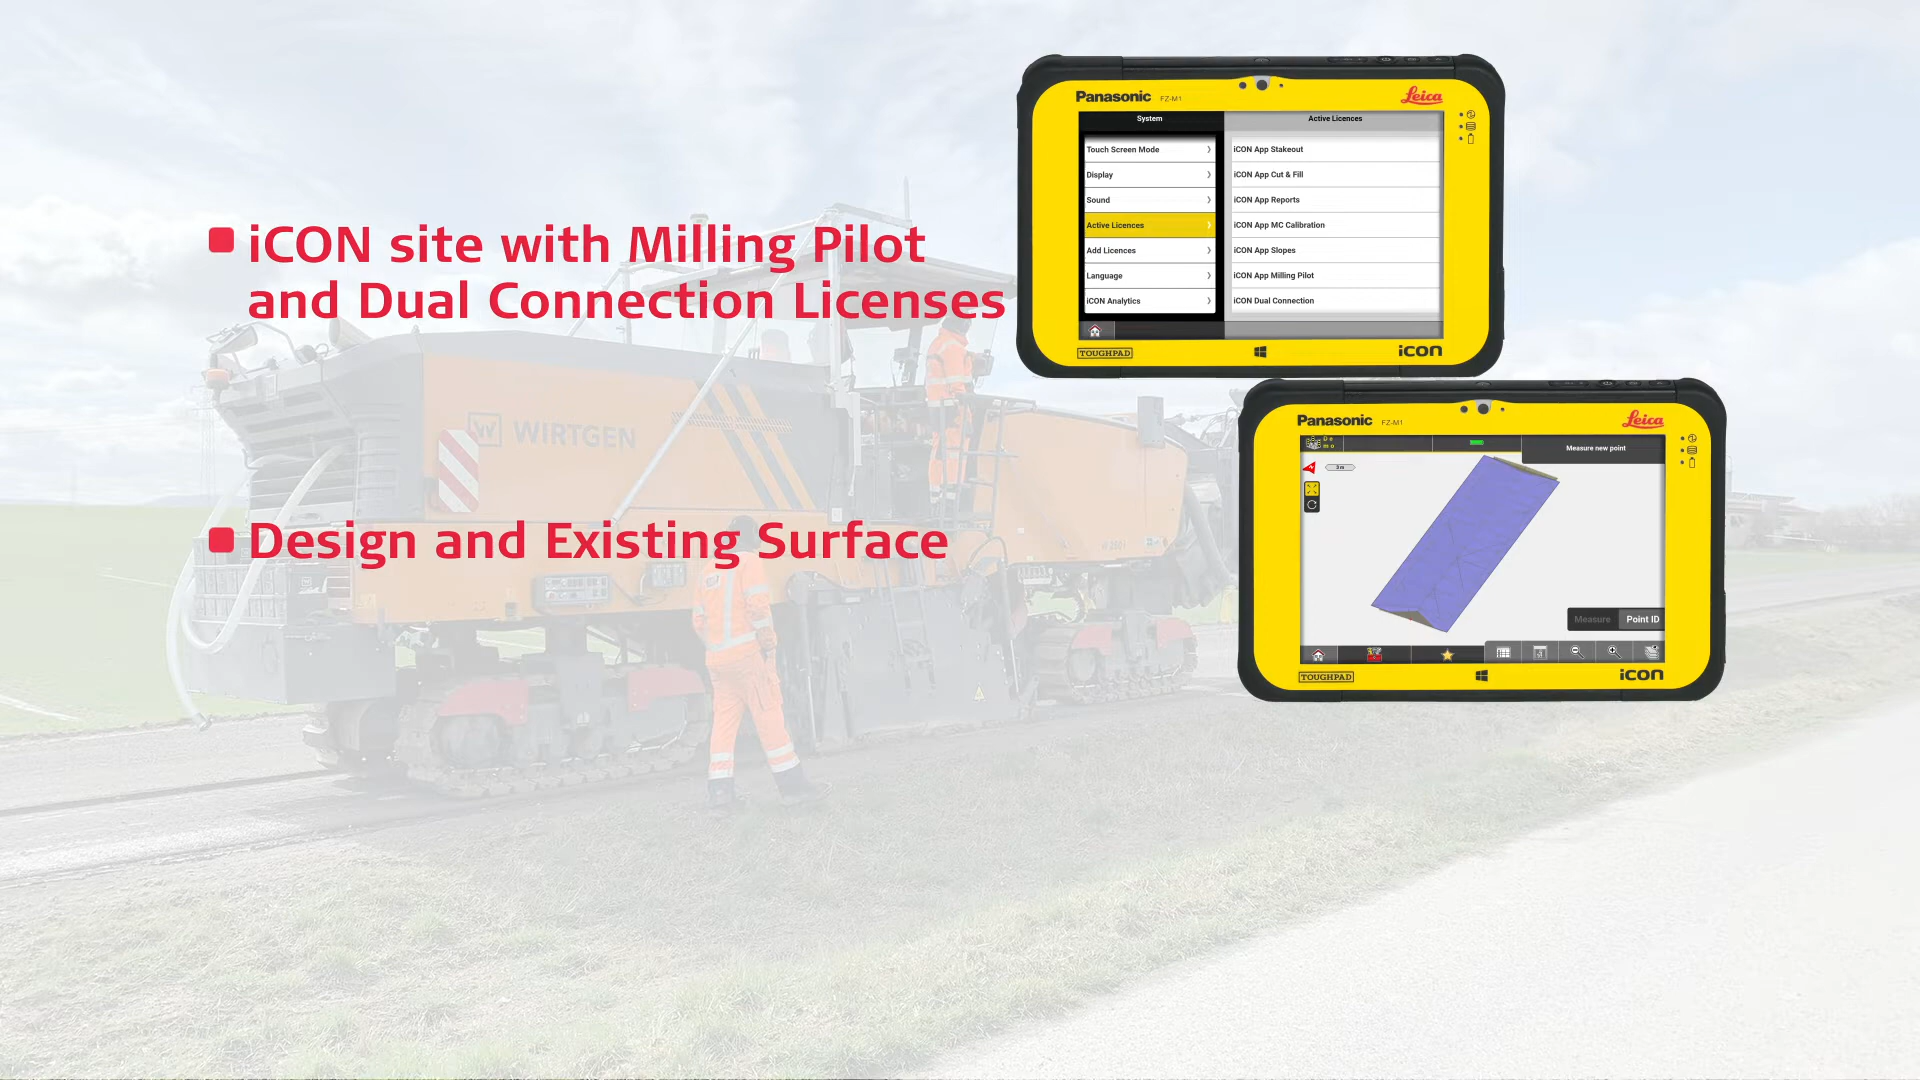 iCON site with Milling Pilot
and Dual Connection Licenses
Design and Existing Surface
Panasonic FZ-M1
Leica
System
Active Licences
Touch Screen Mode
Display
Sound
Active Licences
Add Licences
Language
iCON Analytics
iCON App Stakeout
iCON App Cut & Fill
iCON App Reports
iCON App MC Calibration
iCON App Slopes
iCON App Milling Pilot
iCON Dual Connection
TOUGHPAD
icon
Panasonic FZ-M1
Leica
Measure new point
3 m
Measure
Point ID
TOUGHPAD
icon
WIRTGEN